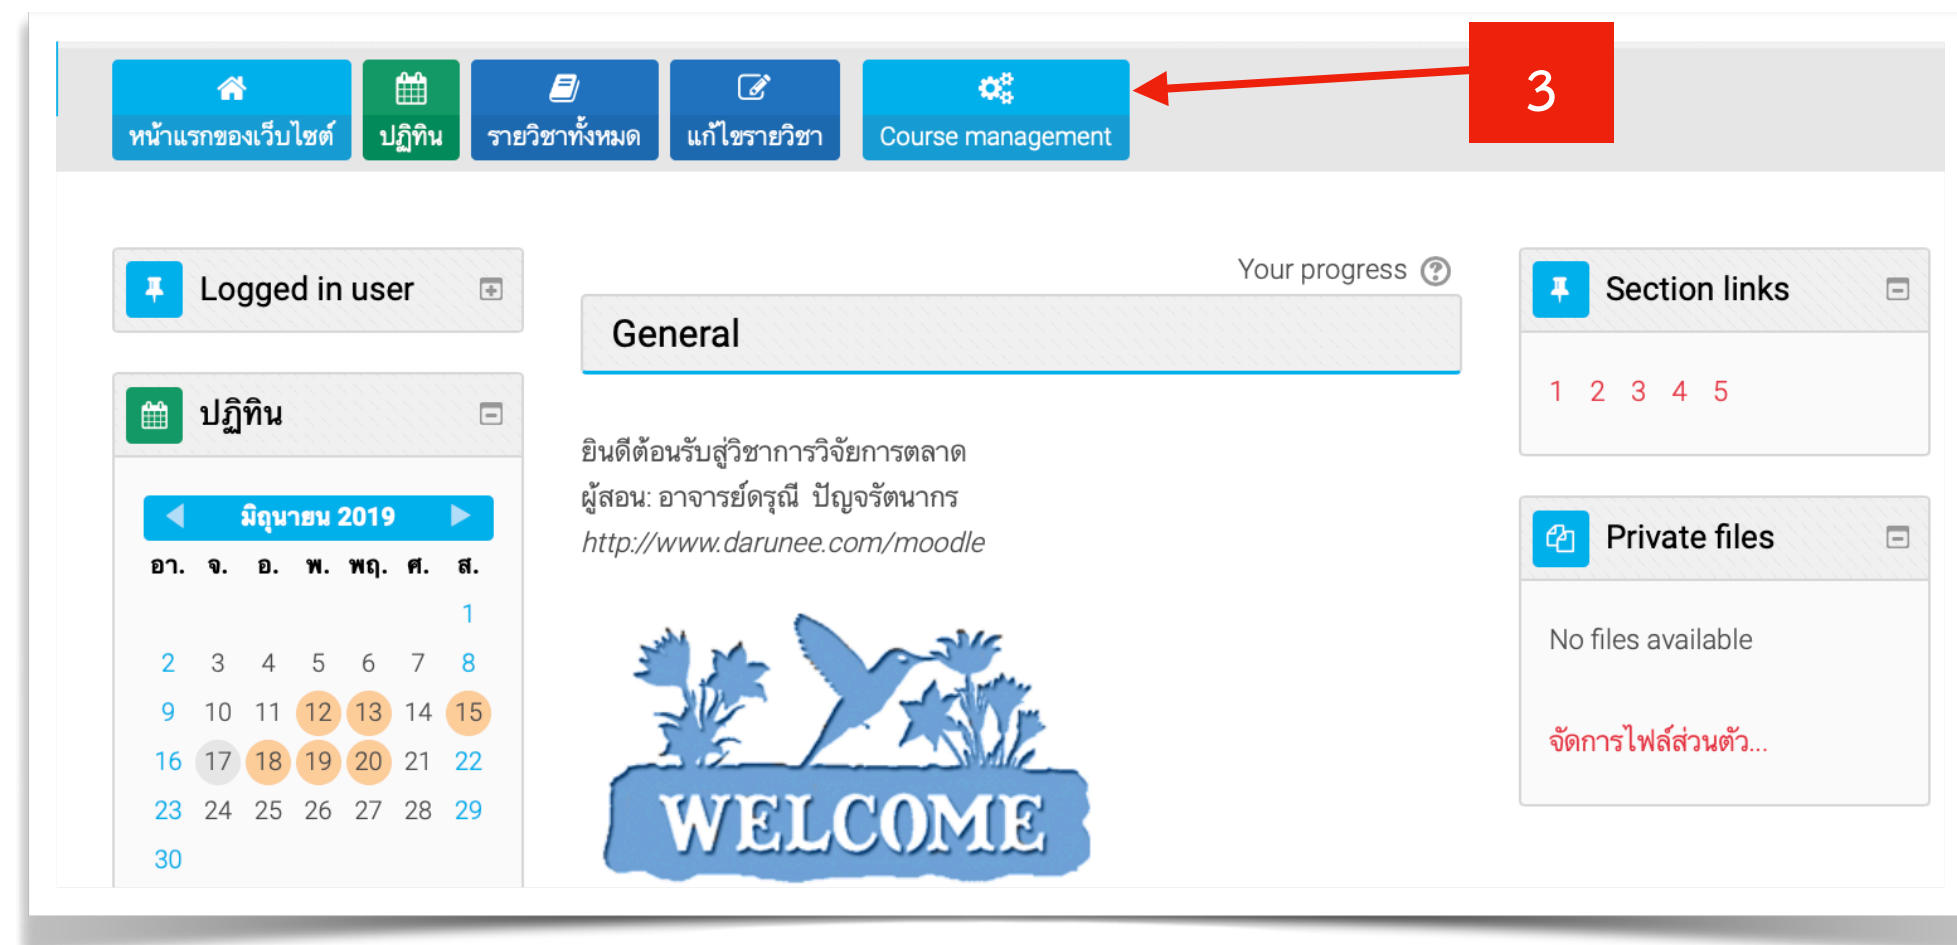 3
หน้าแรกของเว็บไซต์
ปฏิทิน
รายวิชาทั้งหมด
แก้ไขรายวิชา
Course management
Logged in user
ปฏิทิน
มิถุนายน 2019
อา. จ. อ. พ. พฤ. ศ. ส.
1
2 3 4 5 6 7 8
9 10 11 12 13 14 15
16 17 18 19 20 21 22
23 24 25 26 27 28 29
30
Your progress
General
ยินดีต้อนรับสู่วิชาการวิจัยการตลาด
ผู้สอน: อาจารย์ดรุณี ปัญจรัตนากร
http://www.darunee.com/moodle
WELCOME
Section links
1 2 3 4 5
Private files
No files available
จัดการไฟล์ส่วนตัว...